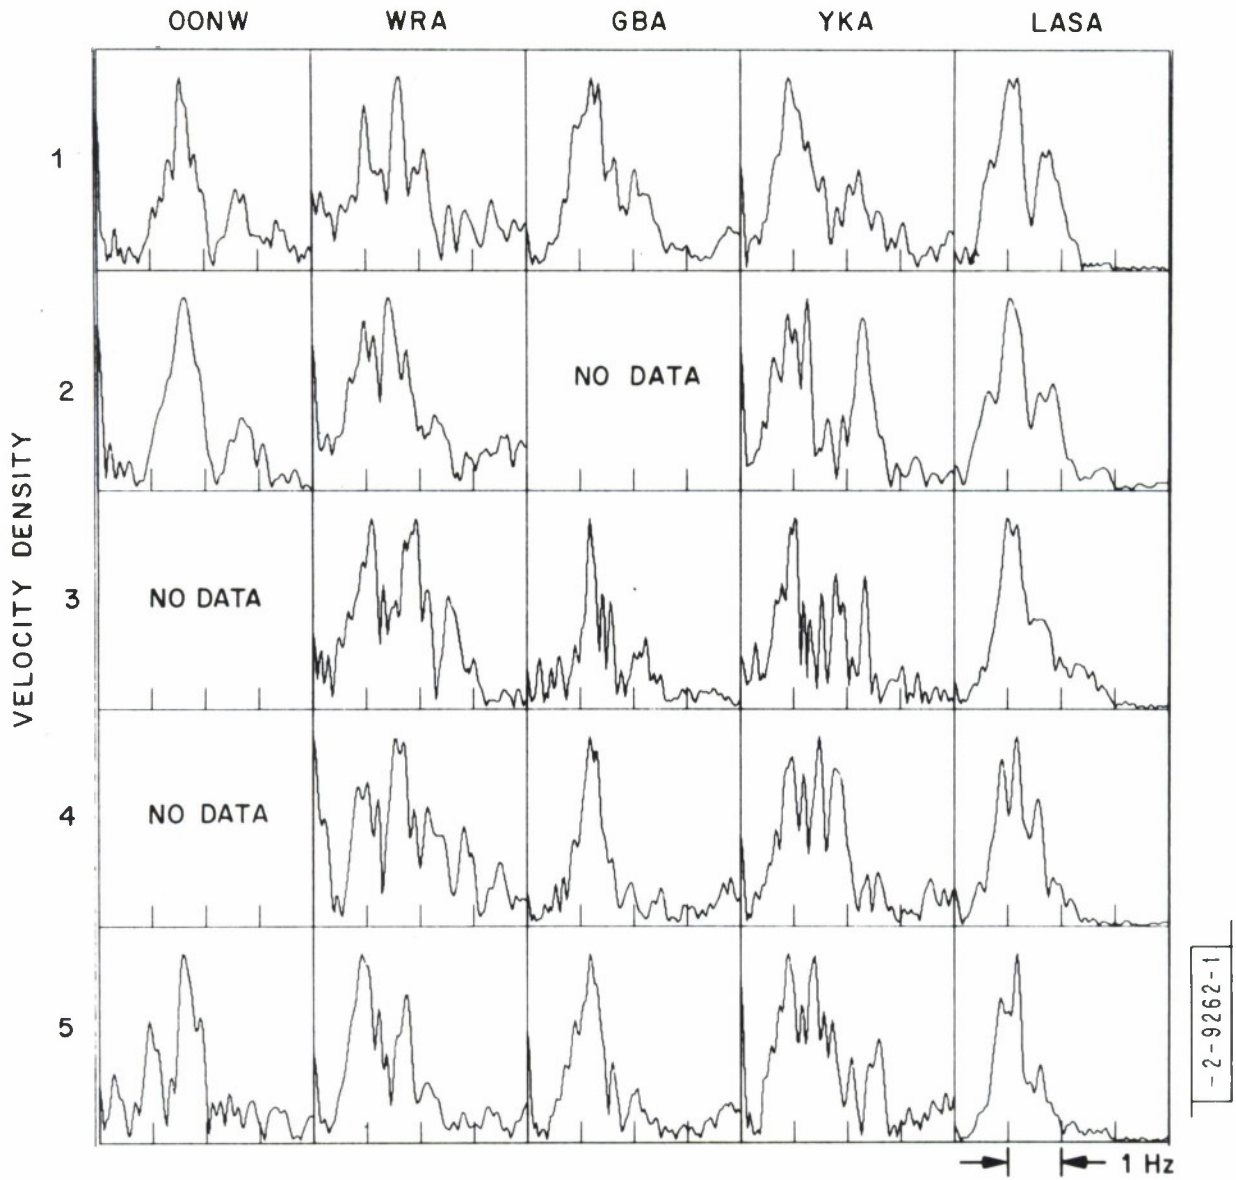 OONW WRA GBA YKA LASA
1
2
3
4
5
VELOCITY DENSITY
NO DATA
NO DATA
NO DATA
-2-9262-1
1 Hz